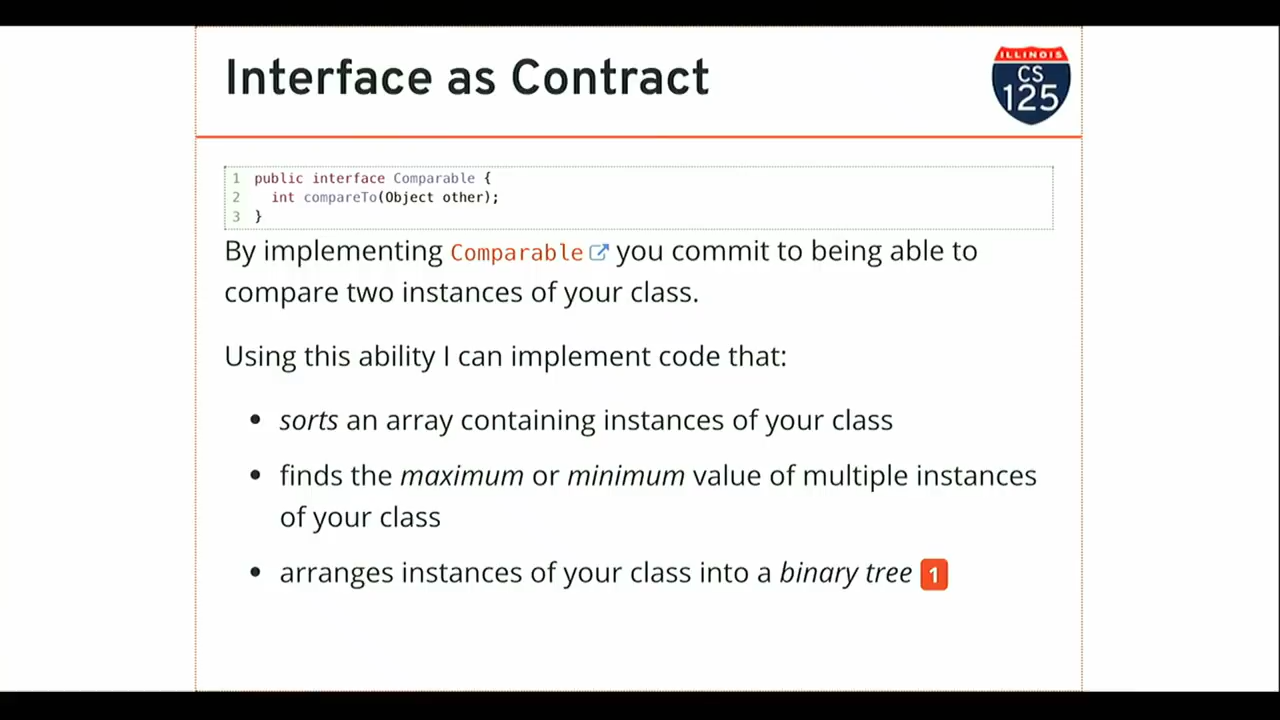 Interface as Contract
ILLINOIS
CS
125
1 public interface Comparable {
2   int compareTo(Object other);
3 }
By implementing Comparable you commit to being able to
compare two instances of your class.
Using this ability I can implement code that:
• sorts an array containing instances of your class
• finds the maximum or minimum value of multiple instances
of your class
• arranges instances of your class into a binary tree 1